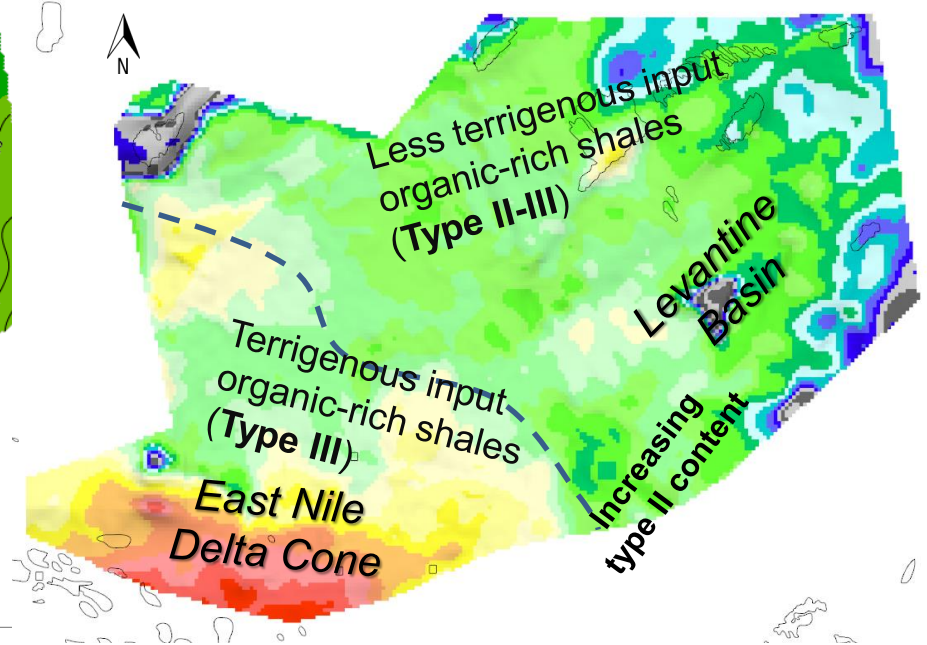 N
Less terrigenous input
organic-rich shales
(Type II-III)
Levantine
Basin
Terrigenous input
organic-rich shales
(Type III)
Increasing
type II content
East Nile
Delta Cone